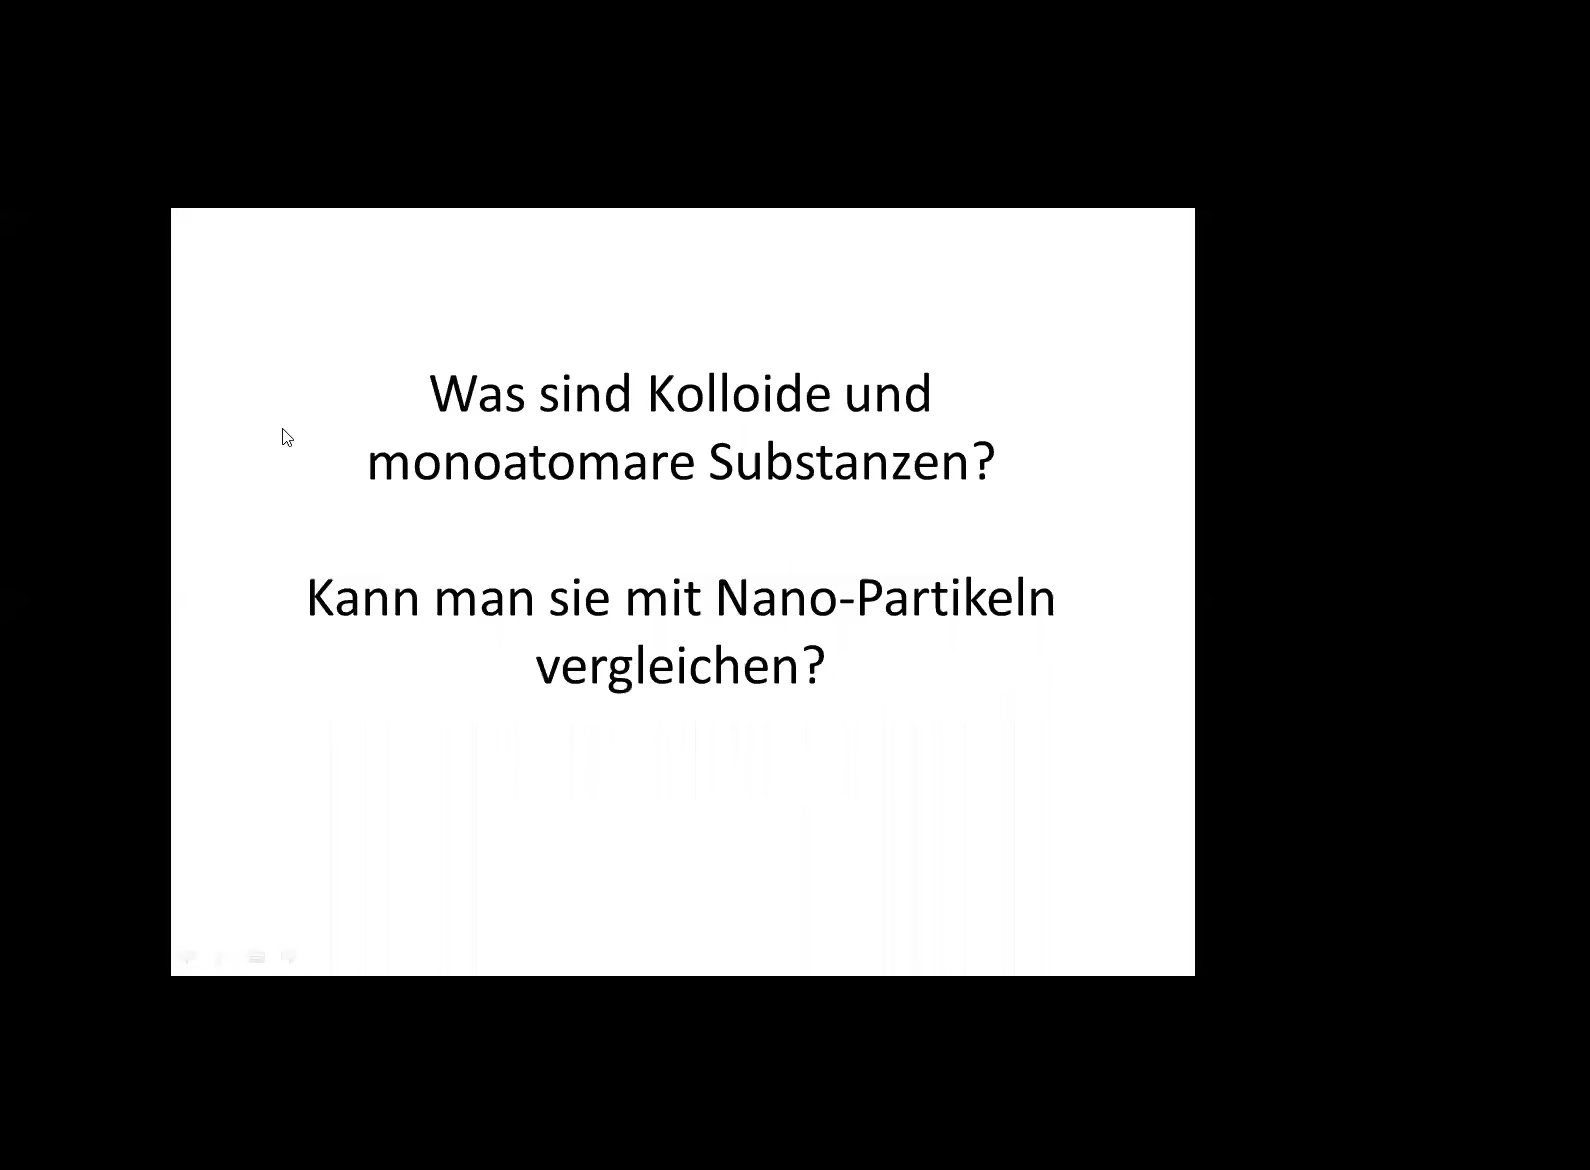 Was sind Kolloide und
monoatomare Substanzen?
Kann man sie mit Nano-Partikeln
vergleichen?